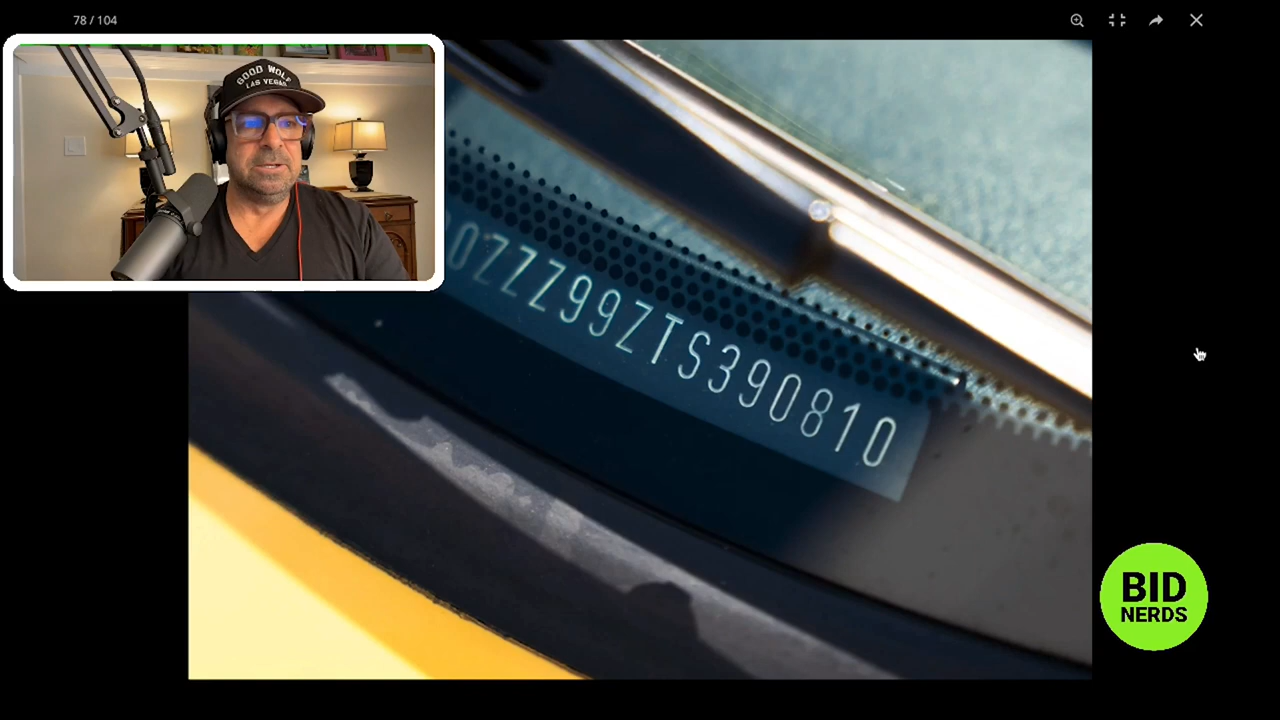 78 / 104
GOOD WOLF
LAS VEGAS
0ZZZ99ZTS390810
BID
NERDS